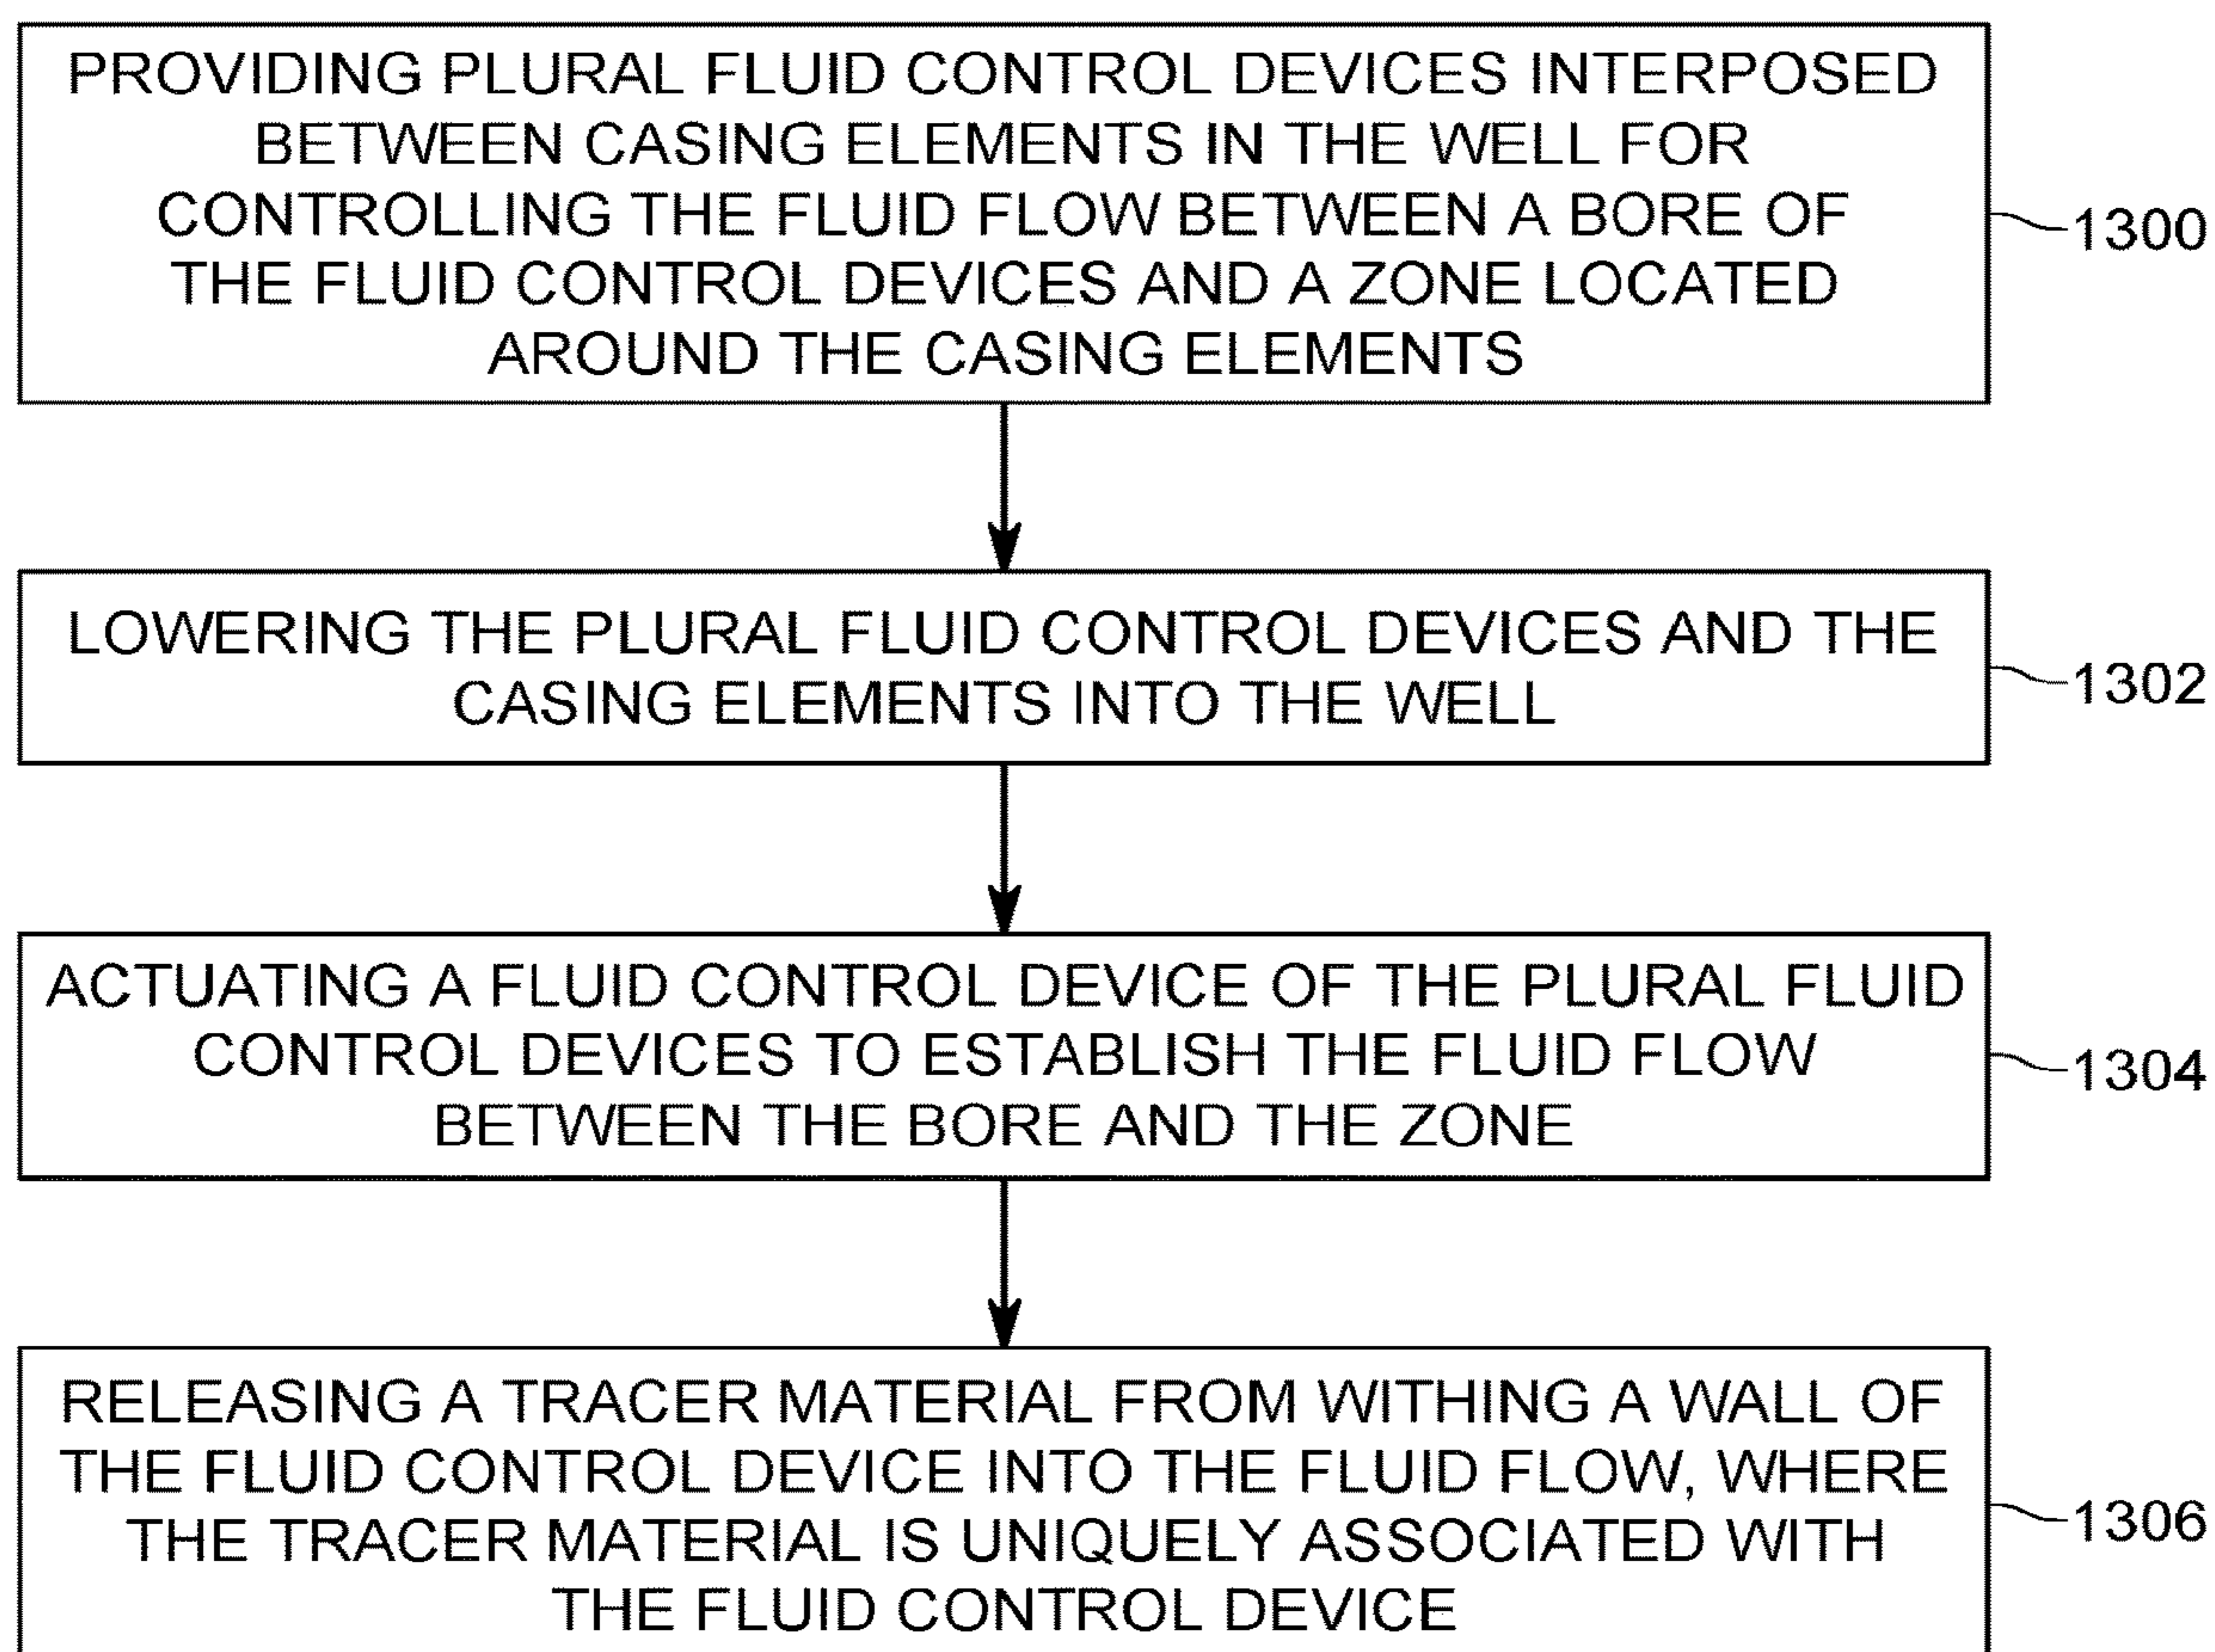 PROVIDING PLURAL FLUID CONTROL DEVICES INTERPOSED
BETWEEN CASING ELEMENTS IN THE WELL FOR
CONTROLLING THE FLUID FLOW BETWEEN A BORE OF
THE FLUID CONTROL DEVICES AND A ZONE LOCATED
AROUND THE CASING ELEMENTS
1300
LOWERING THE PLURAL FLUID CONTROL DEVICES AND THE
CASING ELEMENTS INTO THE WELL
1302
ACTUATING A FLUID CONTROL DEVICE OF THE PLURAL FLUID
CONTROL DEVICES TO ESTABLISH THE FLUID FLOW
BETWEEN THE BORE AND THE ZONE
1304
RELEASING A TRACER MATERIAL FROM WITHING A WALL OF
THE FLUID CONTROL DEVICE INTO THE FLUID FLOW, WHERE
THE TRACER MATERIAL IS UNIQUELY ASSOCIATED WITH
THE FLUID CONTROL DEVICE
1306